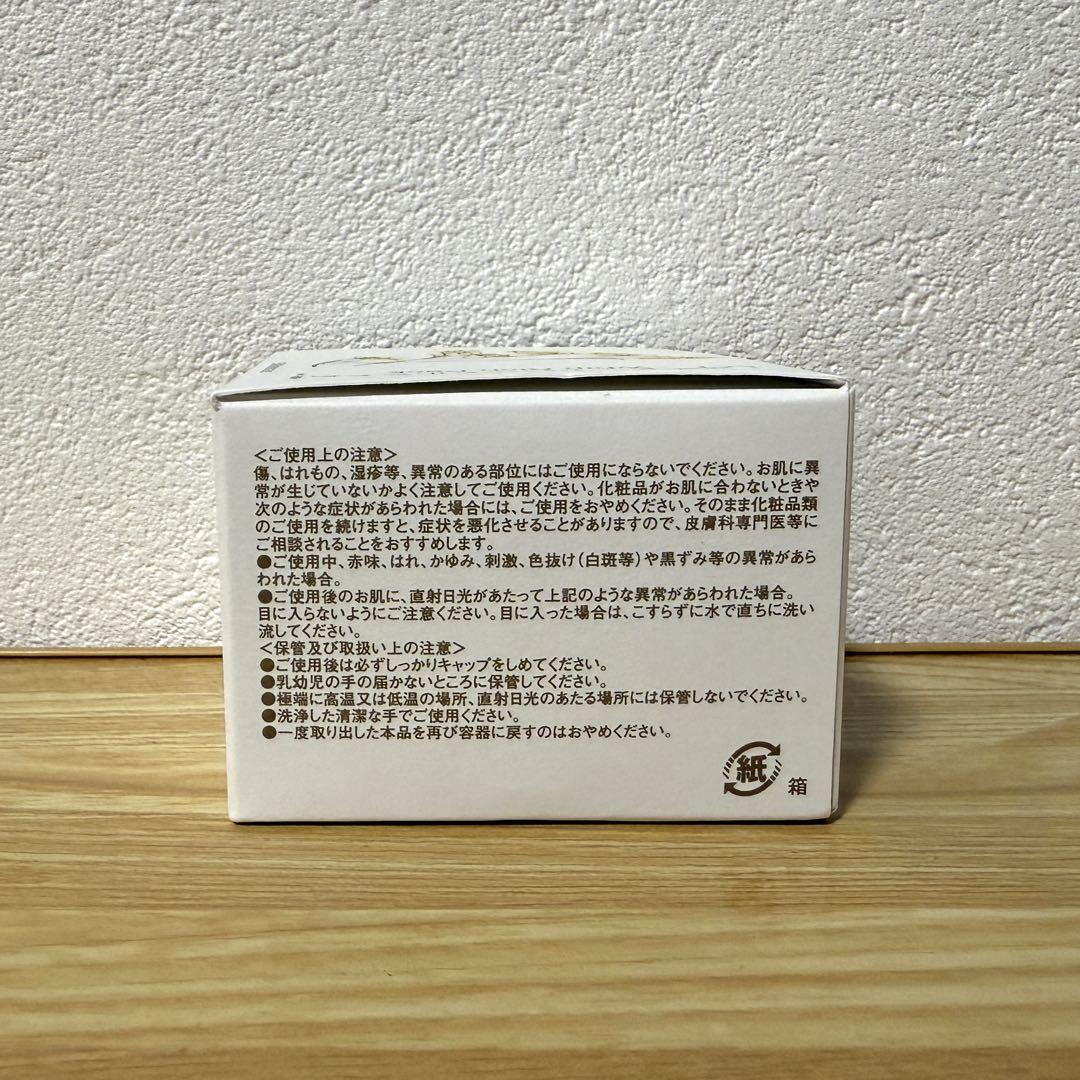 ＜ご使用上の注意＞
傷、はれもの、湿疹等、異常のある部位にはご使用にならないでください。お肌に異
常が生じていないかよく注意してご使用ください。化粧品がお肌に合わないときや
次のような症状があらわれた場合には、ご使用をおやめください。そのまま化粧品類
のご使用を続けますと、症状を悪化させることがありますので、皮膚科専門医等に
ご相談されることをおすすめします。
●ご使用中、赤味、はれ、かゆみ、刺激、色抜け（白斑等）や黒ずみ等の異常があら
われた場合。
●ご使用後のお肌に、直射日光があたって上記のような異常があらわれた場合。
目に入らないようにご注意ください。目に入った場合は、こすらずに水で直ちに洗い
流してください。
＜保管及び取扱い上の注意＞
●ご使用後は必ずしっかりキャップをしめてください。
●乳幼児の手の届かないところに保管してください。
●極端に高温又は低温の場所、直射日光のあたる場所には保管しないでください。
●洗浄した清潔な手でご使用ください。
●一度取り出した本品を再び容器に戻すのはおやめください。
紙
箱